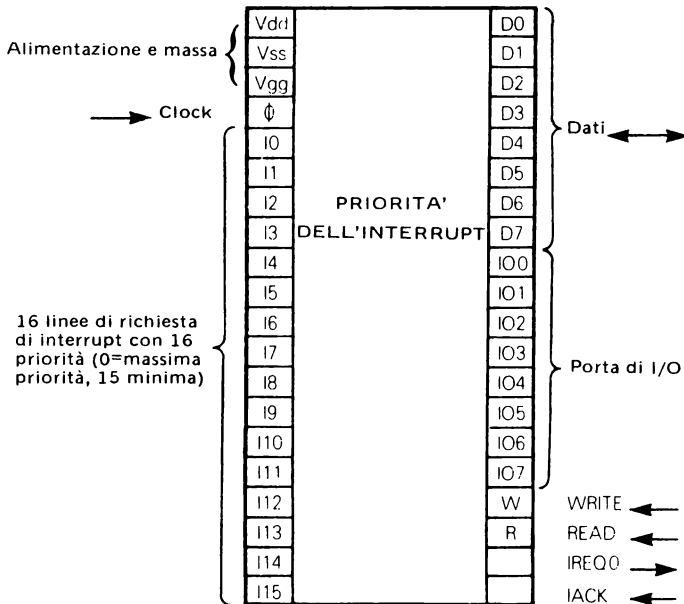 Alimentazione e massa
Clock
16 linee di richiesta
di interrupt con 16
priorità (0=massima
priorità, 15 minima)
Vdd
Vss
Vgg
ϕ
I0
I1
I2
I3
I4
I5
I6
I7
I8
I9
I10
I11
I12
I13
I14
I15
PRIORITA'
DELL'INTERRUPT
D0
D1
D2
D3
D4
D5
D6
D7
IO0
IO1
IO2
IO3
IO4
IO5
IO6
IO7
W
R
Dati
Porta di I/O
WRITE
READ
IREQ0
IACK